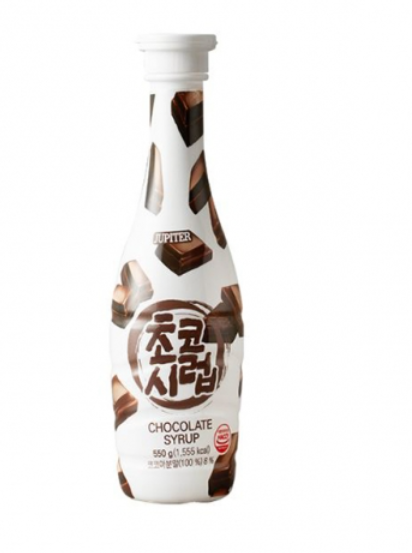 JUPITER
초코
시럽
CHOCOLATE
SYRUP
550 g(1,555 kcal)